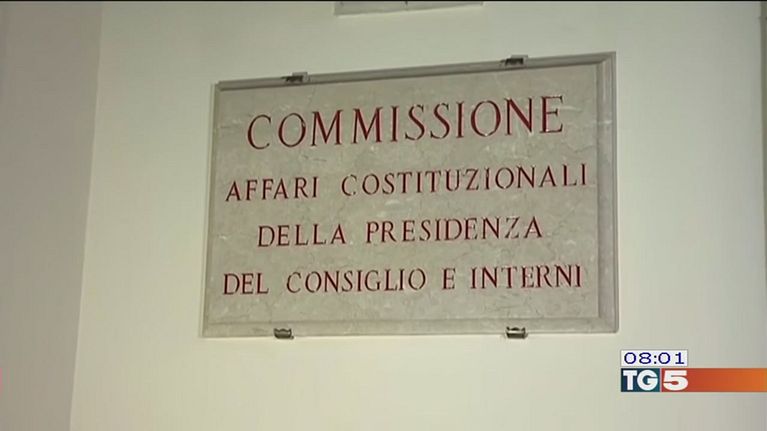 COMMISSIONE
AFFARI COSTITUZIONALI
DELLA PRESIDENZA
DEL CONSIGLIO E INTERNI
08:01
TG5